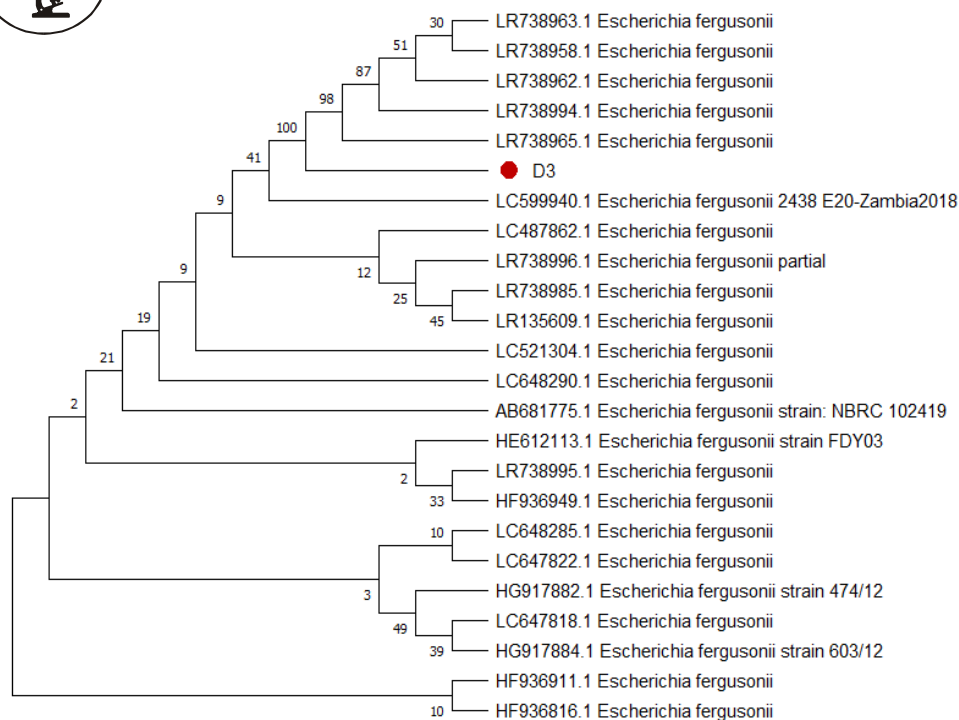 30
LR738963.1 Escherichia fergusonii
51
LR738958.1 Escherichia fergusonii
87
LR738962.1 Escherichia fergusonii
98
LR738994.1 Escherichia fergusonii
100
LR738965.1 Escherichia fergusonii
41
D3
9
LC599940.1 Escherichia fergusonii 2438 E20-Zambia2018
LC487862.1 Escherichia fergusonii
9
12
LR738996.1 Escherichia fergusonii partial
25
LR738985.1 Escherichia fergusonii
19
45
LR135609.1 Escherichia fergusonii
21
LC521304.1 Escherichia fergusonii
LC648290.1 Escherichia fergusonii
2
AB681775.1 Escherichia fergusonii strain: NBRC 102419
HE612113.1 Escherichia fergusonii strain FDY03
2
LR738995.1 Escherichia fergusonii
33
HF936949.1 Escherichia fergusonii
10
LC648285.1 Escherichia fergusonii
LC647822.1 Escherichia fergusonii
3
HG917882.1 Escherichia fergusonii strain 474/12
49
LC647818.1 Escherichia fergusonii
39
HG917884.1 Escherichia fergusonii strain 603/12
HF936911.1 Escherichia fergusonii
10
HF936816.1 Escherichia fergusonii